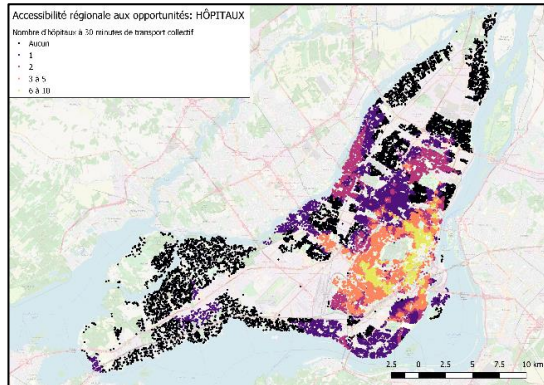 Accessibilité régionale aux opportunités: HÔPITAUX
Nombre d'hôpitaux à 30 minutes de transport collectif
Aucun
1
2
3 à 5
6 à 10
2.5 0 2.5 5 7.5 10 km